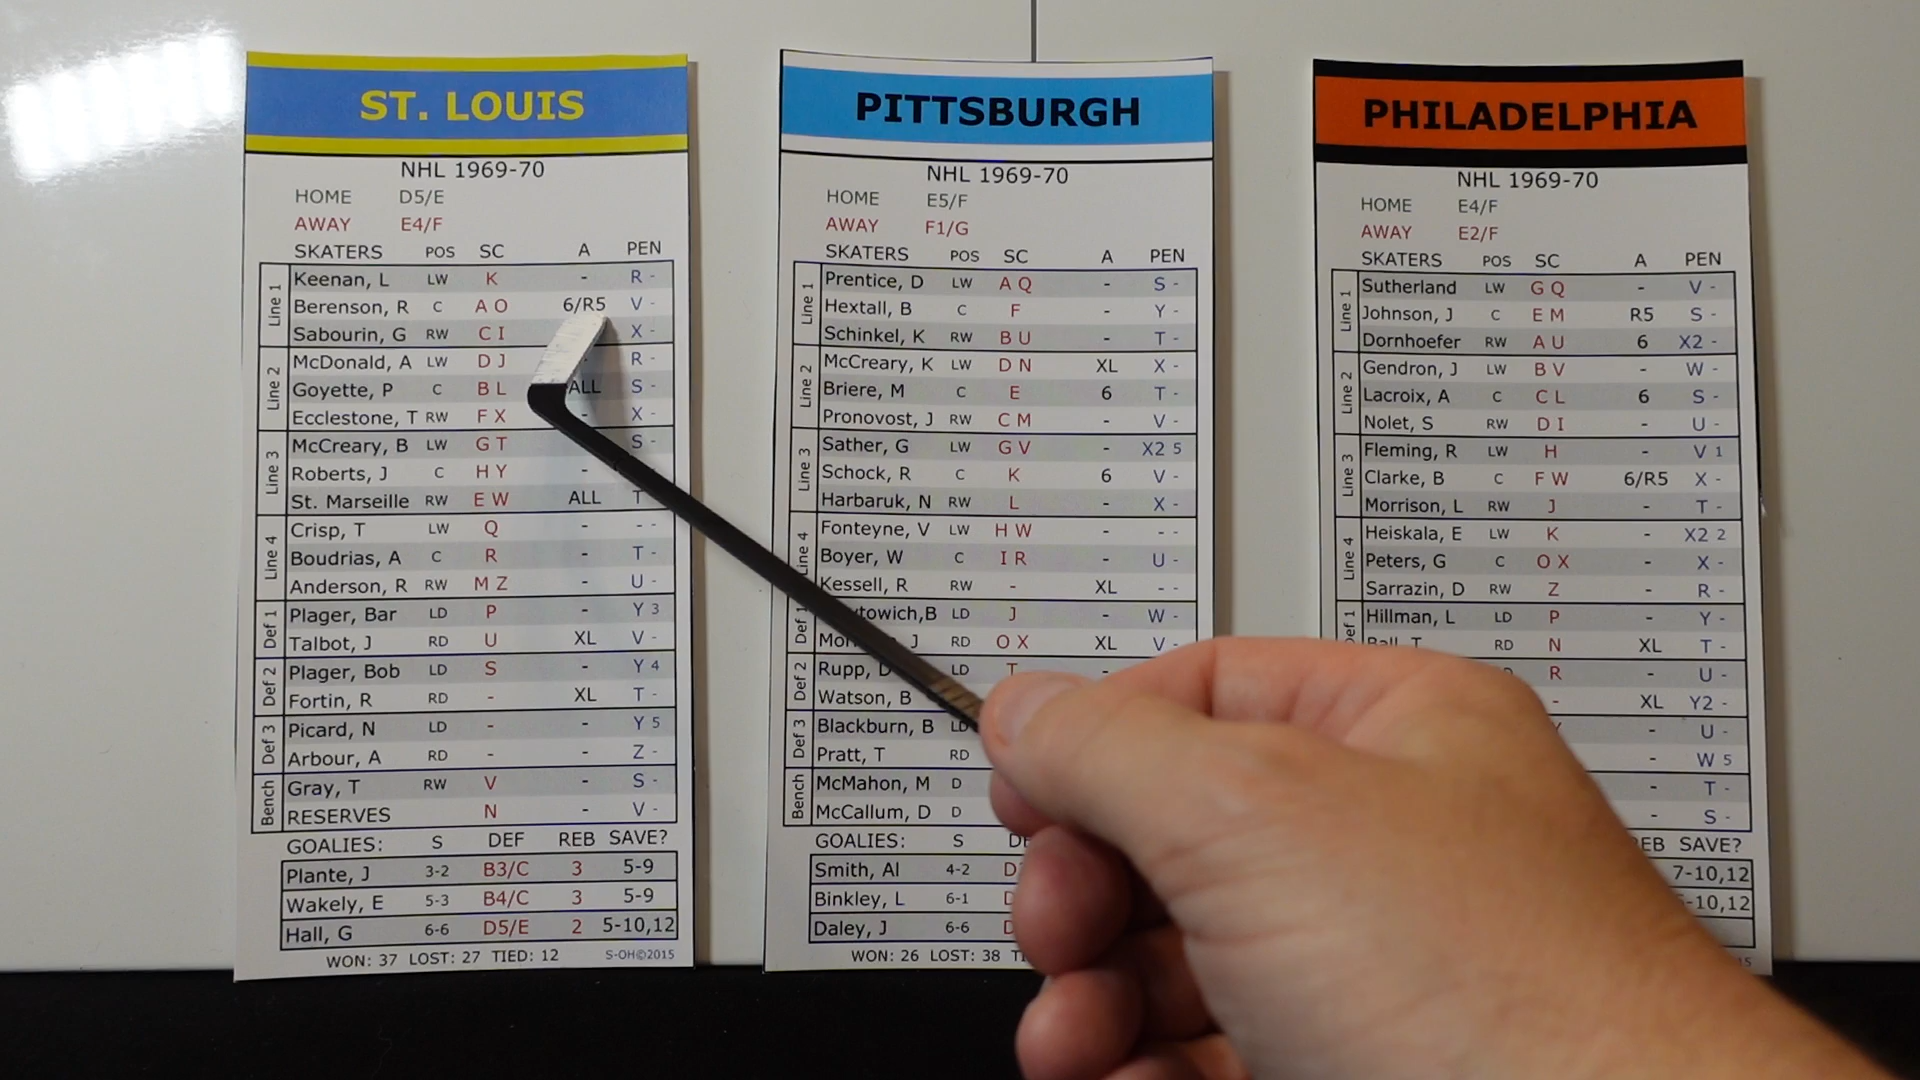 ST. LOUIS
NHL 1969-70
HOME D5/E
AWAY E4/F
SKATERS POS SC A PEN
Line 1
Keenan, L LW K - R -
Berenson, R C A O 6/R5 V -
Sabourin, G RW C I X -
Line 2
McDonald, A LW D J - R -
Goyette, P C B L ALL S -
Ecclestone, T RW F X - X -
Line 3
McCreary, B LW G T S -
Roberts, J C H Y - -
St. Marseille RW E W ALL T
Line 4
Crisp, T LW Q - - -
Boudrias, A C R - T -
Anderson, R RW M Z - U -
Def 1
Plager, Bar LD P - Y 3
Talbot, J RD U XL V -
Def 2
Plager, Bob LD S - Y 4
Fortin, R RD - XL T -
Def 3
Picard, N LD - - Y 5
Arbour, A RD - - Z -
Bench
Gray, T RW V - S -
RESERVES N - V -
GOALIES: S DEF REB SAVE?
Plante, J 3-2 B3/C 3 5-9
Wakely, E 5-3 B4/C 3 5-9
Hall, G 6-6 D5/E 2 5-10,12
WON: 37 LOST: 27 TIED: 12 S-OH©2015
PITTSBURGH
NHL 1969-70
HOME E5/F
AWAY F1/G
SKATERS POS SC A PEN
Line 1
Prentice, D LW A Q - S -
Hextall, B C F - Y -
Schinkel, K RW B U - T -
Line 2
McCreary, K LW D N XL X -
Briere, M C E 6 T -
Pronovost, J RW C M - V -
Line 3
Sather, G LW G V - X2 5
Schock, R C K 6 V -
Harbaruk, N RW L - X -
Line 4
Fonteyne, V LW H W - - -
Boyer, W C I R - U -
Kessell, R RW - XL - -
Def 1
LD J - W -
J RD O X XL V -
Def 2
Rupp, LD T -
Watson, B RD
Def 3
Blackburn, B LD
Pratt, T RD
Bench
McMahon, M D
McCallum, D D
GOALIES: S
Smith, Al 4-2
Binkley, L 6-1
Daley, J 6-6
WON: 26 LOST: 38
PHILADELPHIA
NHL 1969-70
HOME E4/F
AWAY E2/F
SKATERS POS SC A PEN
Line 1
Sutherland LW G Q - V -
Johnson, J C E M R5 S -
Dornhoefer RW A U 6 X2 -
Line 2
Gendron, J LW B V - W -
Lacroix, A C C L 6 S -
Nolet, S RW D I - U -
Line 3
Fleming, R LW H - V 1
Clarke, B C F W 6/R5 X -
Morrison, L RW J - T -
Line 4
Heiskala, E LW K - X2 2
Peters, G C O X - X -
Sarrazin, D RW Z - R -
Hillman, L LD P - Y -
RD N XL T -
R - U -
- XL Y2 -
- U -
- W 5
- T -
- S -
SAVE?
7-10,12